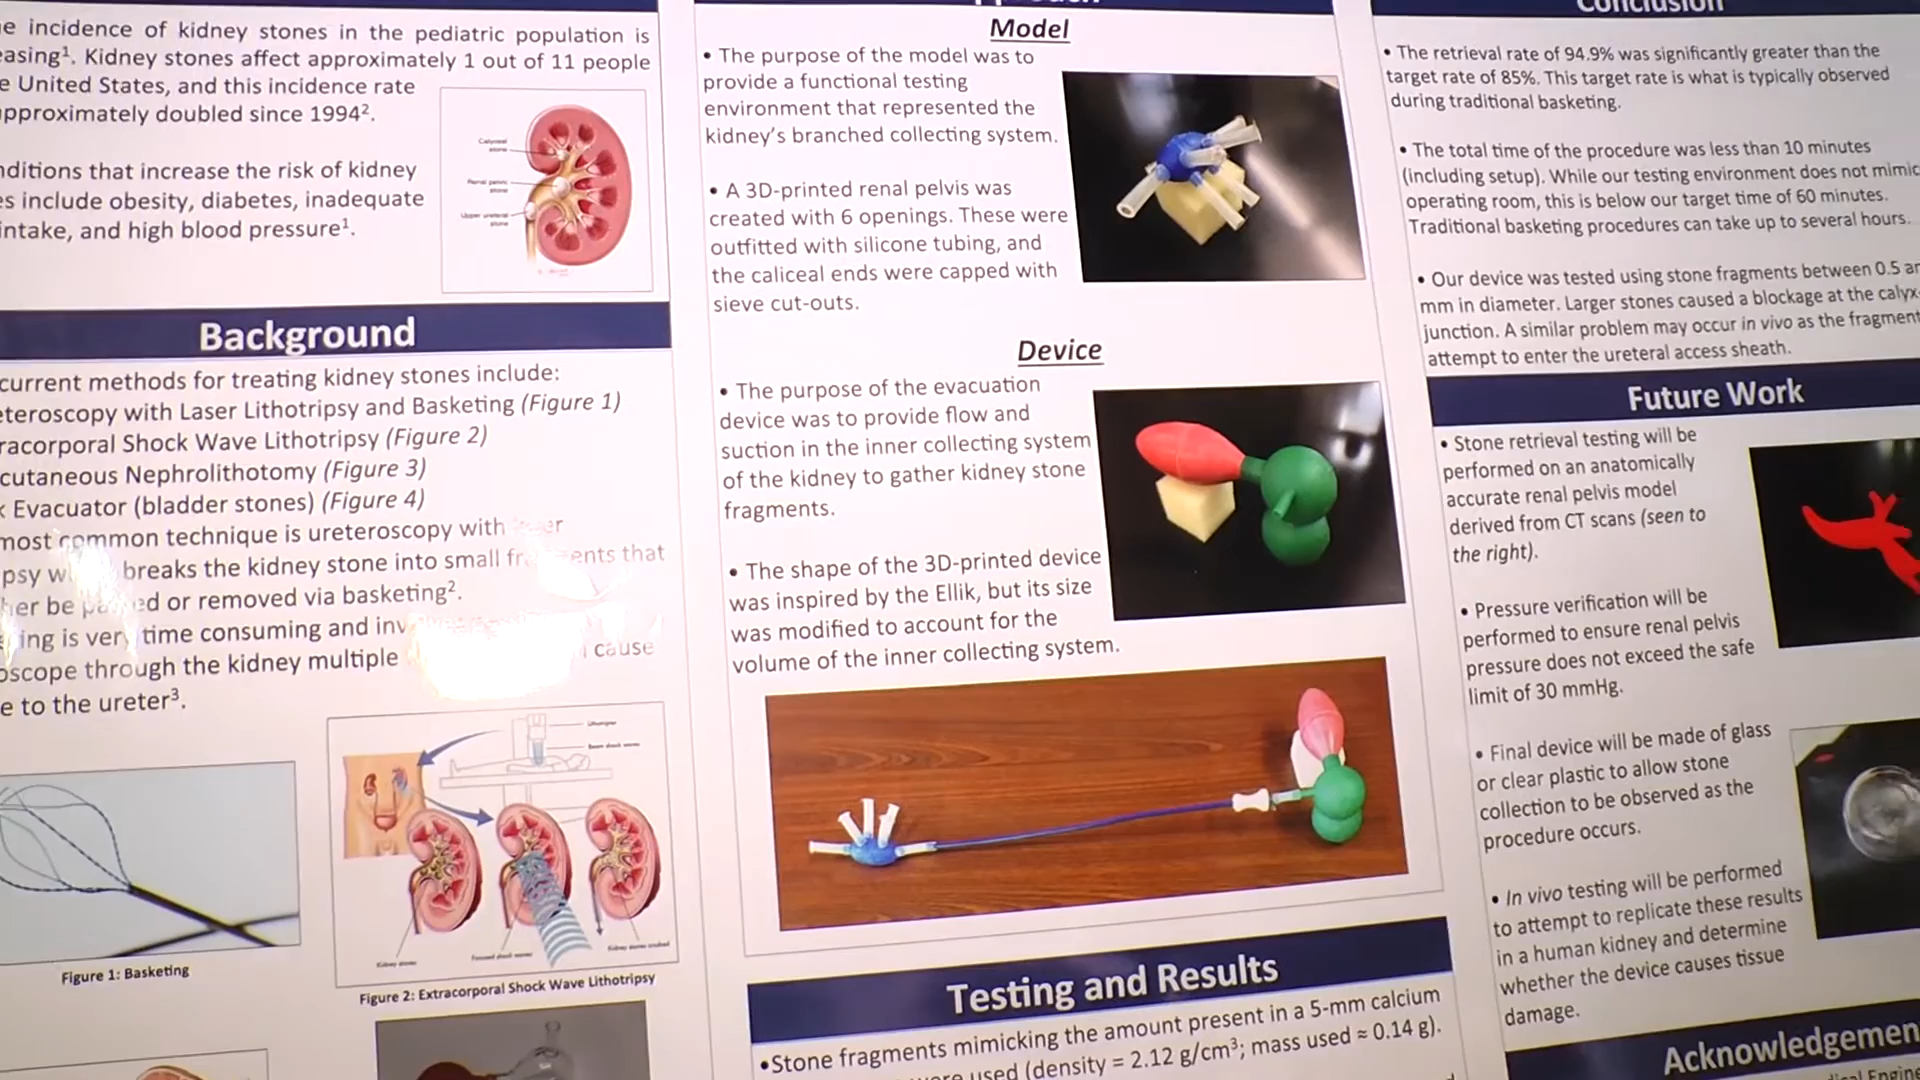 e incidence of kidney stones in the pediatric population is
easing¹. Kidney stones affect approximately 1 out of 11 people
e United States, and this incidence rate
pproximately doubled since 1994².
nditions that increase the risk of kidney
es include obesity, diabetes, inadequate
intake, and high blood pressure¹.
Background
current methods for treating kidney stones include:
eteroscopy with Laser Lithotripsy and Basketing (Figure 1)
racorporal Shock Wave Lithotripsy (Figure 2)
cutaneous Nephrolithotomy (Figure 3)
k Evacuator (bladder stones) (Figure 4)
most common technique is ureteroscopy with
psy breaks the kidney stone into small
her be or removed via basketing².
ing is very time consuming and
oscope through the kidney multiple cause
e to the ureter³.
Figure 1: Basketing
Figure 2: Extracorporal Shock Wave Lithotripsy
Model
• The purpose of the model was to
provide a functional testing
environment that represented the
kidney's branched collecting system.
• A 3D-printed renal pelvis was
created with 6 openings. These were
outfitted with silicone tubing, and
the caliceal ends were capped with
sieve cut-outs.
Device
• The purpose of the evacuation
device was to provide flow and
suction in the inner collecting system
of the kidney to gather kidney stone
fragments.
• The shape of the 3D-printed device
was inspired by the Ellik, but its size
was modified to account for the
volume of the inner collecting system.
Testing and Results
•Stone fragments mimicking the amount present in a 5-mm calcium
were used (density = 2.12 g/cm³; mass used ≈ 0.14 g).
Conclusion
• The retrieval rate of 94.9% was significantly greater than the
target rate of 85%. This target rate is what is typically observed
during traditional basketing.
• The total time of the procedure was less than 10 minutes
(including setup). While our testing environment does not mimic
operating room, this is below our target time of 60 minutes.
Traditional basketing procedures can take up to several hours.
• Our device was tested using stone fragments between 0.5 an
mm in diameter. Larger stones caused a blockage at the calyx-
junction. A similar problem may occur in vivo as the fragment
attempt to enter the ureteral access sheath.
Future Work
• Stone retrieval testing will be
performed on an anatomically
accurate renal pelvis model
derived from CT scans (seen to
the right).
• Pressure verification will be
performed to ensure renal pelvis
pressure does not exceed the safe
limit of 30 mmHg.
• Final device will be made of glass
or clear plastic to allow stone
collection to be observed as the
procedure occurs.
• In vivo testing will be performed
to attempt to replicate these results
in a human kidney and determine
whether the device causes tissue
damage.
Acknowledgemen